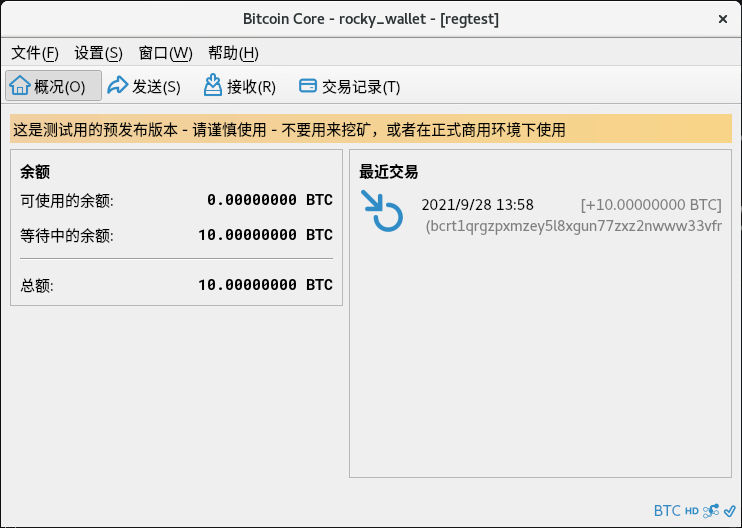 Bitcoin Core - rocky_wallet - [regtest]
文件(F) 设置(S) 窗口(W) 帮助(H)
概况(O) 发送(S) 接收(R) 交易记录(T)
这是测试用的预发布版本 - 请谨慎使用 - 不要用来挖矿，或者在正式商用环境下使用
余额
可使用的余额: 0.00000000 BTC
等待中的余额: 10.00000000 BTC
总额: 10.00000000 BTC
最近交易
2021/9/28 13:58 [+10.00000000 BTC]
(bcrt1qrgzpxmzey5l8xgun77zxz2nwww33vfr
BTC HD